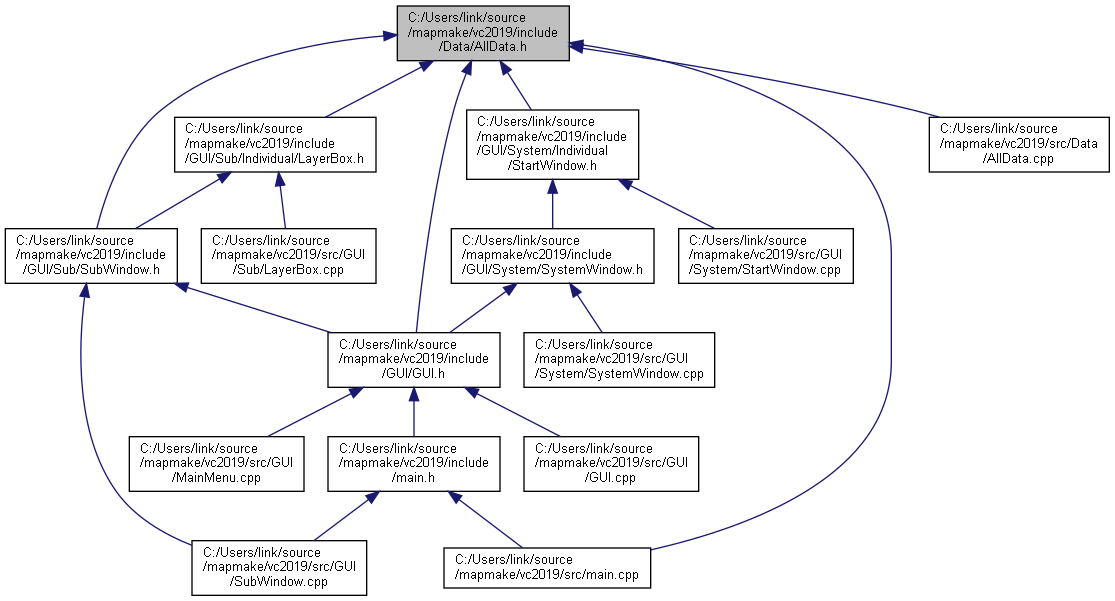 C:/Users/link/source
/mapmake/vc2019/include
/Data/AllData.h
C:/Users/link/source
/mapmake/vc2019/include
/GUI/Sub/Individual/LayerBox.h
C:/Users/link/source
/mapmake/vc2019/include
/GUI/System/Individual
/StartWindow.h
C:/Users/link/source
/mapmake/vc2019/src/Data
/AllData.cpp
C:/Users/link/source
/mapmake/vc2019/include
/GUI/Sub/SubWindow.h
C:/Users/link/source
/mapmake/vc2019/src/GUI
/Sub/LayerBox.cpp
C:/Users/link/source
/mapmake/vc2019/include
/GUI/System/SystemWindow.h
C:/Users/link/source
/mapmake/vc2019/src/GUI
/System/StartWindow.cpp
C:/Users/link/source
/mapmake/vc2019/include
/GUI/GUI.h
C:/Users/link/source
/mapmake/vc2019/src/GUI
/System/SystemWindow.cpp
C:/Users/link/source
/mapmake/vc2019/src/GUI
/MainMenu.cpp
C:/Users/link/source
/mapmake/vc2019/include
/main.h
C:/Users/link/source
/mapmake/vc2019/src/GUI
/GUI.cpp
C:/Users/link/source
/mapmake/vc2019/src/GUI
/SubWindow.cpp
C:/Users/link/source
/mapmake/vc2019/src/main.cpp